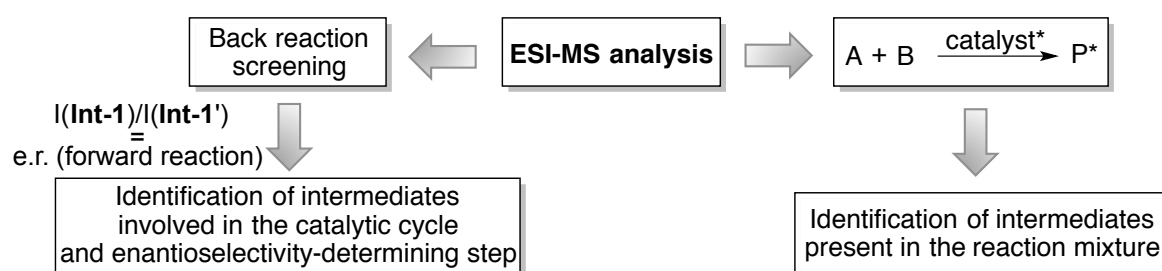 Back reaction
screening
ESI-MS analysis
A + B catalyst* P*
I(Int-1)/I(Int-1')
=
e.r. (forward reaction)
Identification of intermediates
involved in the catalytic cycle
and enantioselectivity-determining step
Identification of intermediates
present in the reaction mixture